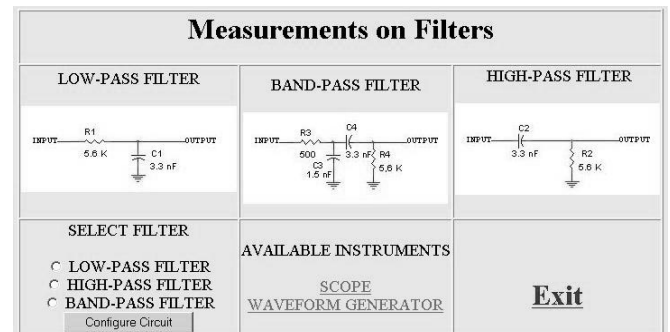 Measurements on Filters
LOW-PASS FILTER
INPUT
R1
5.6 K
C1
3.3 nF
OUTPUT
BAND-PASS FILTER
INPUT
R3
500
C4
3.3 nF
C3
1.5 nF
R4
5,6 K
OUTPUT
HIGH-PASS FILTER
INPUT
C2
3.3 nF
R2
5.6 K
OUTPUT
SELECT FILTER
LOW-PASS FILTER
HIGH-PASS FILTER
BAND-PASS FILTER
Configure Circuit
AVAILABLE INSTRUMENTS
SCOPE
WAVEFORM GENERATOR
Exit